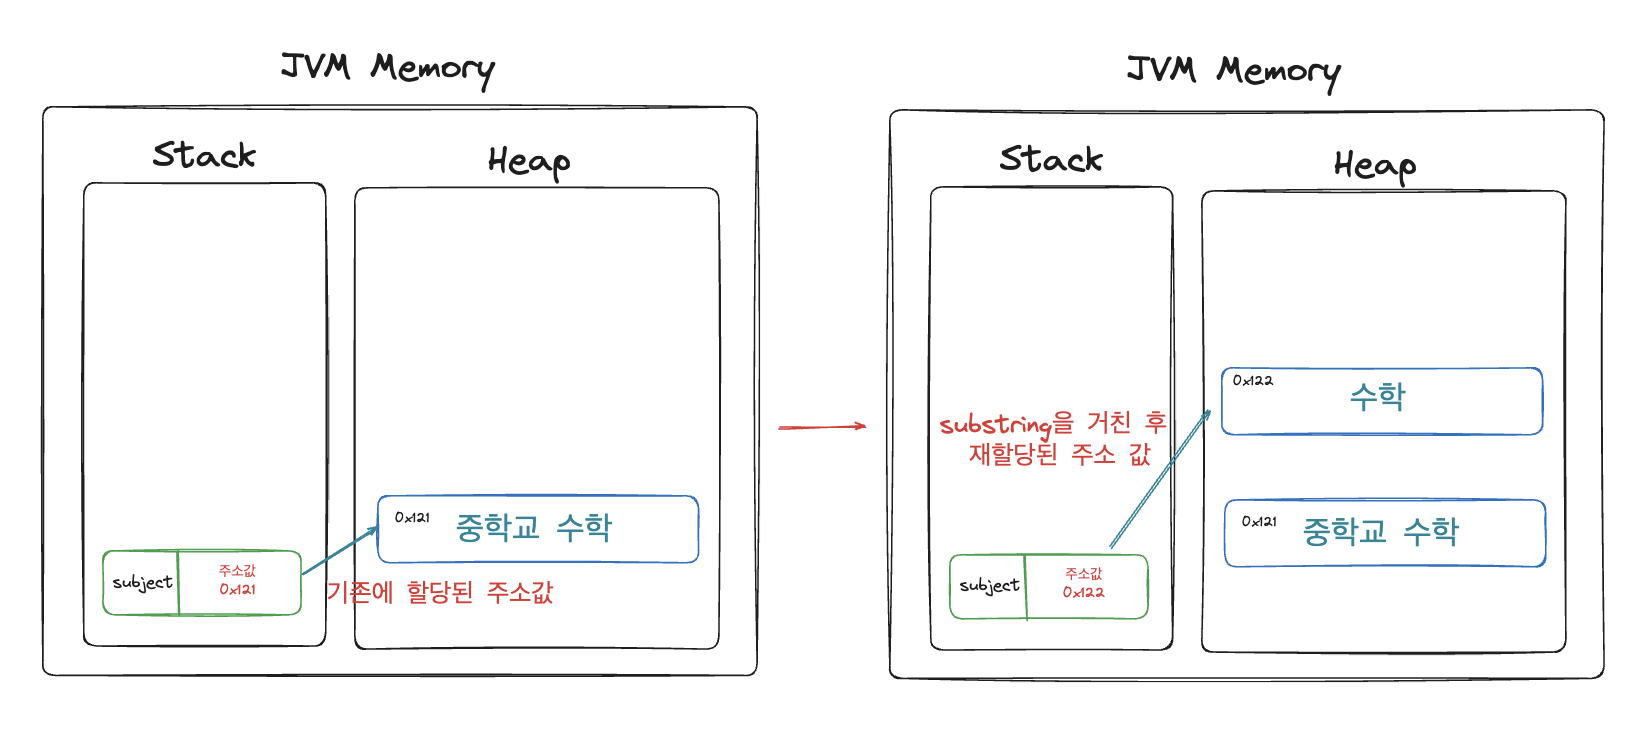 JVM Memory
Stack
Heap
0x121
중학교 수학
subject
주소값
0x121
기존에 할당된 주소값
JVM Memory
Stack
Heap
0x122
수학
substring을 거친 후
재할당된 주소 값
0x121
중학교 수학
subject
주소값
0x122